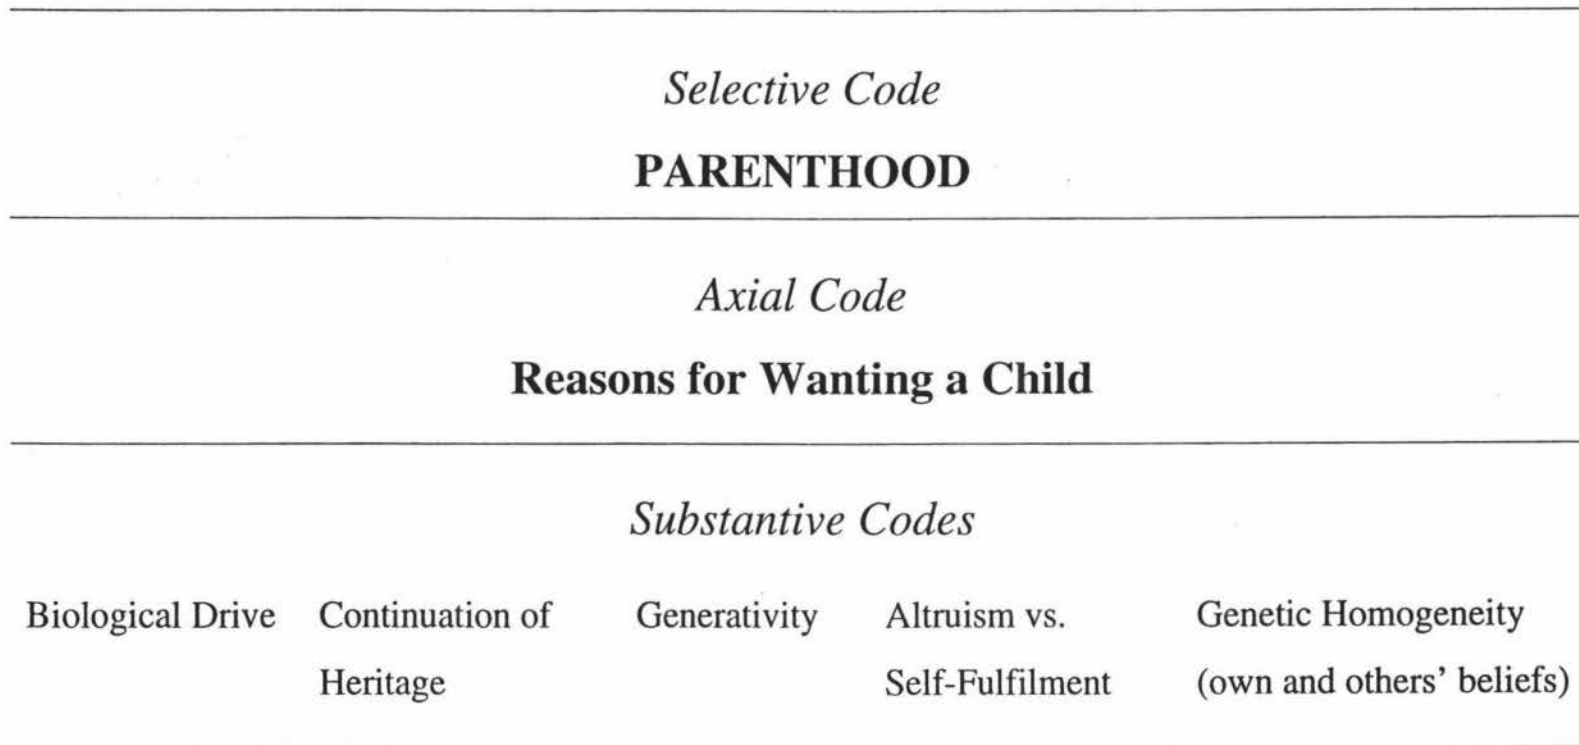 Selective Code
PARENTHOOD
Axial Code
Reasons for Wanting a Child
Substantive Codes
Biological Drive Continuation of Generativity Altruism vs. Genetic Homogeneity
Heritage Self-Fulfilment (own and others' beliefs)